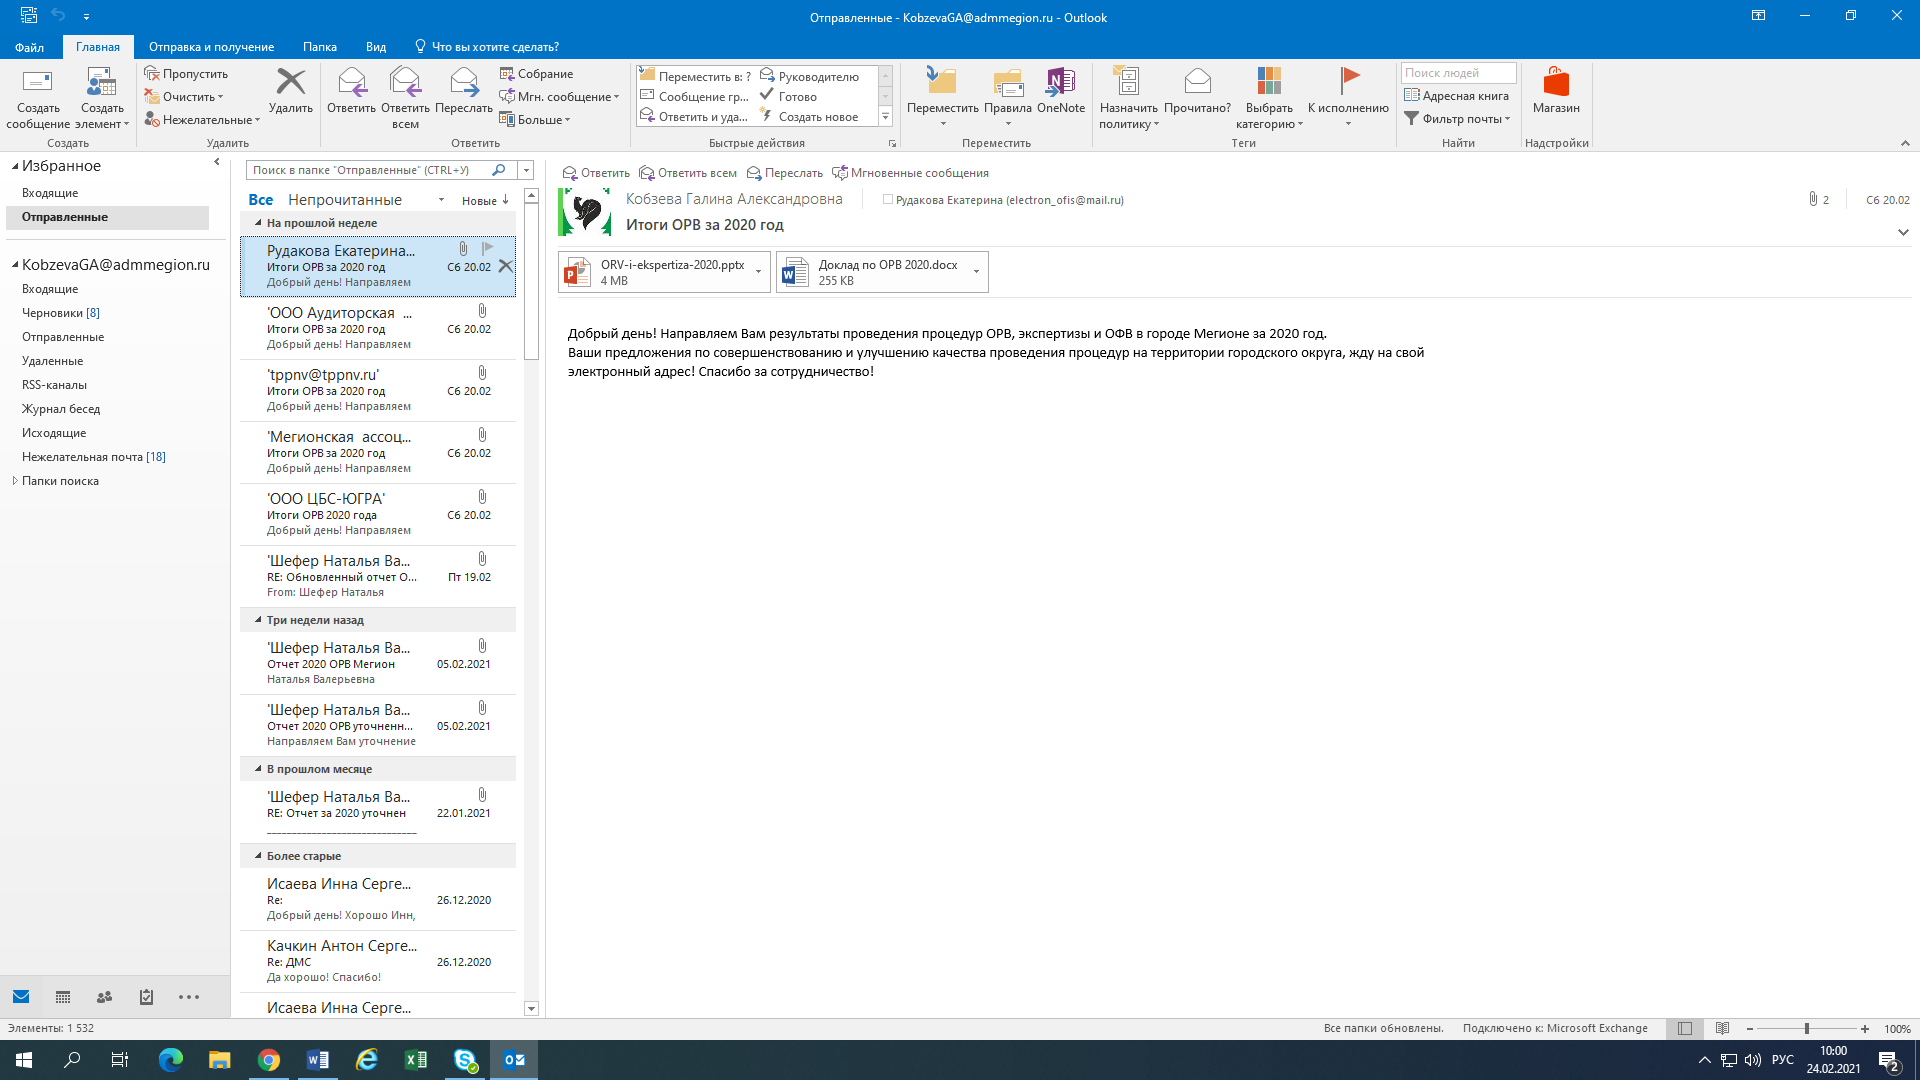 Отправленные - KobzevaGA@admmegion.ru - Outlook
Файл Главная Отправка и получение Папка Вид Что вы хотите сделать?
Создать сообщение
Создать элемент
Создать
Пропустить
Очистить
Нежелательные
Удалить
Удалить
Ответить
Ответить всем
Переслать
Собрание
Мгн. сообщение
Больше
Ответить
Переместить в: ?
Сообщение гр...
Ответить и уда...
Руководителю
Готово
Создать новое
Быстрые действия
Переместить
Правила
OneNote
Переместить
Назначить политику
Прочитано?
Выбрать категорию
К исполнению
Теги
Поиск людей
Адресная книга
Фильтр почты
Найти
Магазин
Надстройки
Избранное
Входящие
Отправленные
KobzevaGA@admmegion.ru
Входящие
Черновики [8]
Отправленные
Удаленные
RSS-каналы
Журнал бесед
Исходящие
Нежелательная почта [18]
Папки поиска
Поиск в папке "Отправленные" (CTRL+У)
Все Непрочитанные Новые
На прошлой неделе
Рудакова Екатерина...
Итоги ОРВ за 2020 год Сб 20.02
Добрый день! Направляем
'ООО Аудиторская ...
Итоги ОРВ за 2020 год Сб 20.02
Добрый день! Направляем
'tppnv@tppnv.ru'
Итоги ОРВ за 2020 год Сб 20.02
Добрый день! Направляем
'Мегионская ассоц...
Итоги ОРВ за 2020 год Сб 20.02
Добрый день! Направляем
'ООО ЦБС-ЮГРА'
Итоги ОРВ 2020 года Сб 20.02
Добрый день! Направляем
'Шефер Наталья Ва...
RE: Обновленный отчет О... Пт 19.02
From: Шефер Наталья
Три недели назад
'Шефер Наталья Ва...
Отчет 2020 ОРВ Мегион 05.02.2021
Наталья Валерьевна
'Шефер Наталья Ва...
Отчет 2020 ОРВ уточненн... 05.02.2021
Направляем Вам уточнение
В прошлом месяце
'Шефер Наталья Ва...
RE: Отчет за 2020 уточнен 22.01.2021
______________________________
Более старые
Исаева Инна Серге...
Re: 26.12.2020
Добрый день! Хорошо Инн,
Качкин Антон Серге...
Re: ДМС 26.12.2020
Да хорошо! Спасибо!
Исаева Инна Серге...
Ответить Ответить всем Переслать Мгновенные сообщения
Кобзева Галина Александровна Рудакова Екатерина (electron_ofis@mail.ru) 2 Сб 20.02
Итоги ОРВ за 2020 год
ORV-i-ekspertiza-2020.pptx
4 MB
Доклад по ОРВ 2020.docx
255 KB
Добрый день! Направляем Вам результаты проведения процедур ОРВ, экспертизы и ОФВ в городе Мегионе за 2020 год.
Ваши предложения по совершенствованию и улучшению качества проведения процедур на территории городского округа, жду на свой
электронный адрес! Спасибо за сотрудничество!
Элементы: 1 532 Все папки обновлены. Подключено к: Microsoft Exchange 100%
РУС 10:00
24.02.2021
2